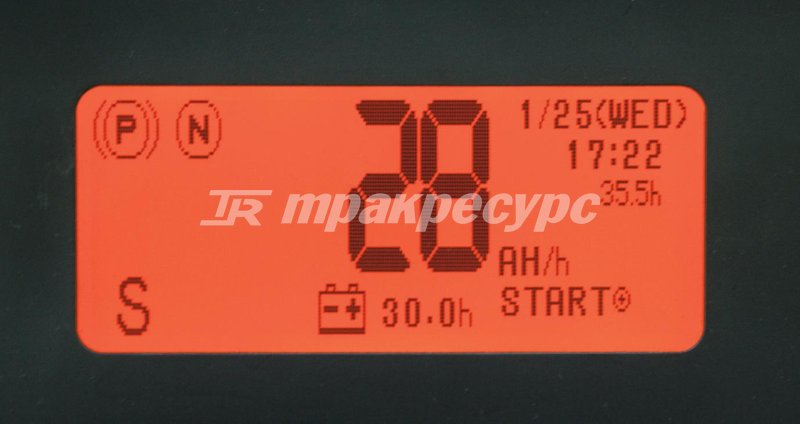 P N
28
1/25(WED)
17:22
35.5h
TR тракресурс
AH/h
S
30.0h
START